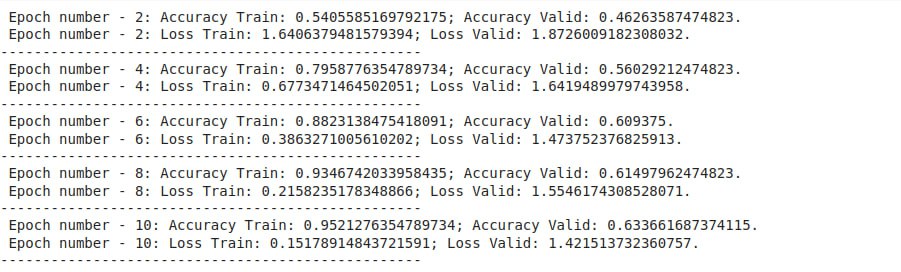 Epoch number - 2: Accuracy Train: 0.5405585169792175; Accuracy Valid: 0.46263587474823.
Epoch number - 2: Loss Train: 1.6406379481579394; Loss Valid: 1.8726009182308032.
--------------------------------------------------
Epoch number - 4: Accuracy Train: 0.7958776354789734; Accuracy Valid: 0.56029212474823.
Epoch number - 4: Loss Train: 0.6773471464502051; Loss Valid: 1.6419489979743958.
--------------------------------------------------
Epoch number - 6: Accuracy Train: 0.8823138475418091; Accuracy Valid: 0.609375.
Epoch number - 6: Loss Train: 0.3863271005610202; Loss Valid: 1.473752376825913.
--------------------------------------------------
Epoch number - 8: Accuracy Train: 0.9346742033958435; Accuracy Valid: 0.61497962474823.
Epoch number - 8: Loss Train: 0.2158235178348866; Loss Valid: 1.5546174308528071.
--------------------------------------------------
Epoch number - 10: Accuracy Train: 0.9521276354789734; Accuracy Valid: 0.633661687374115.
Epoch number - 10: Loss Train: 0.15178914843721591; Loss Valid: 1.421513732360757.
--------------------------------------------------